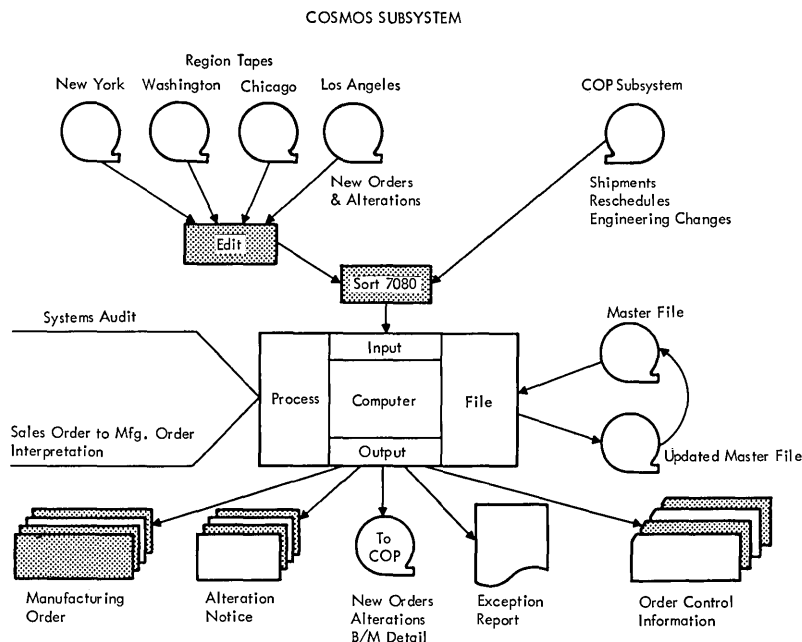 COSMOS SUBSYSTEM
Region Tapes
New York
Washington
Chicago
Los Angeles
COP Subsystem
New Orders
& Alterations
Shipments
Reschedules
Engineering Changes
Edit
Sort 7080
Systems Audit
Master File
Input
Process
Computer
File
Sales Order to Mfg. Order
Interpretation
Output
Updated Master File
To
COP
Manufacturing
Order
Alteration
Notice
New Orders
Alterations
B/M Detail
Exception
Report
Order Control
Information